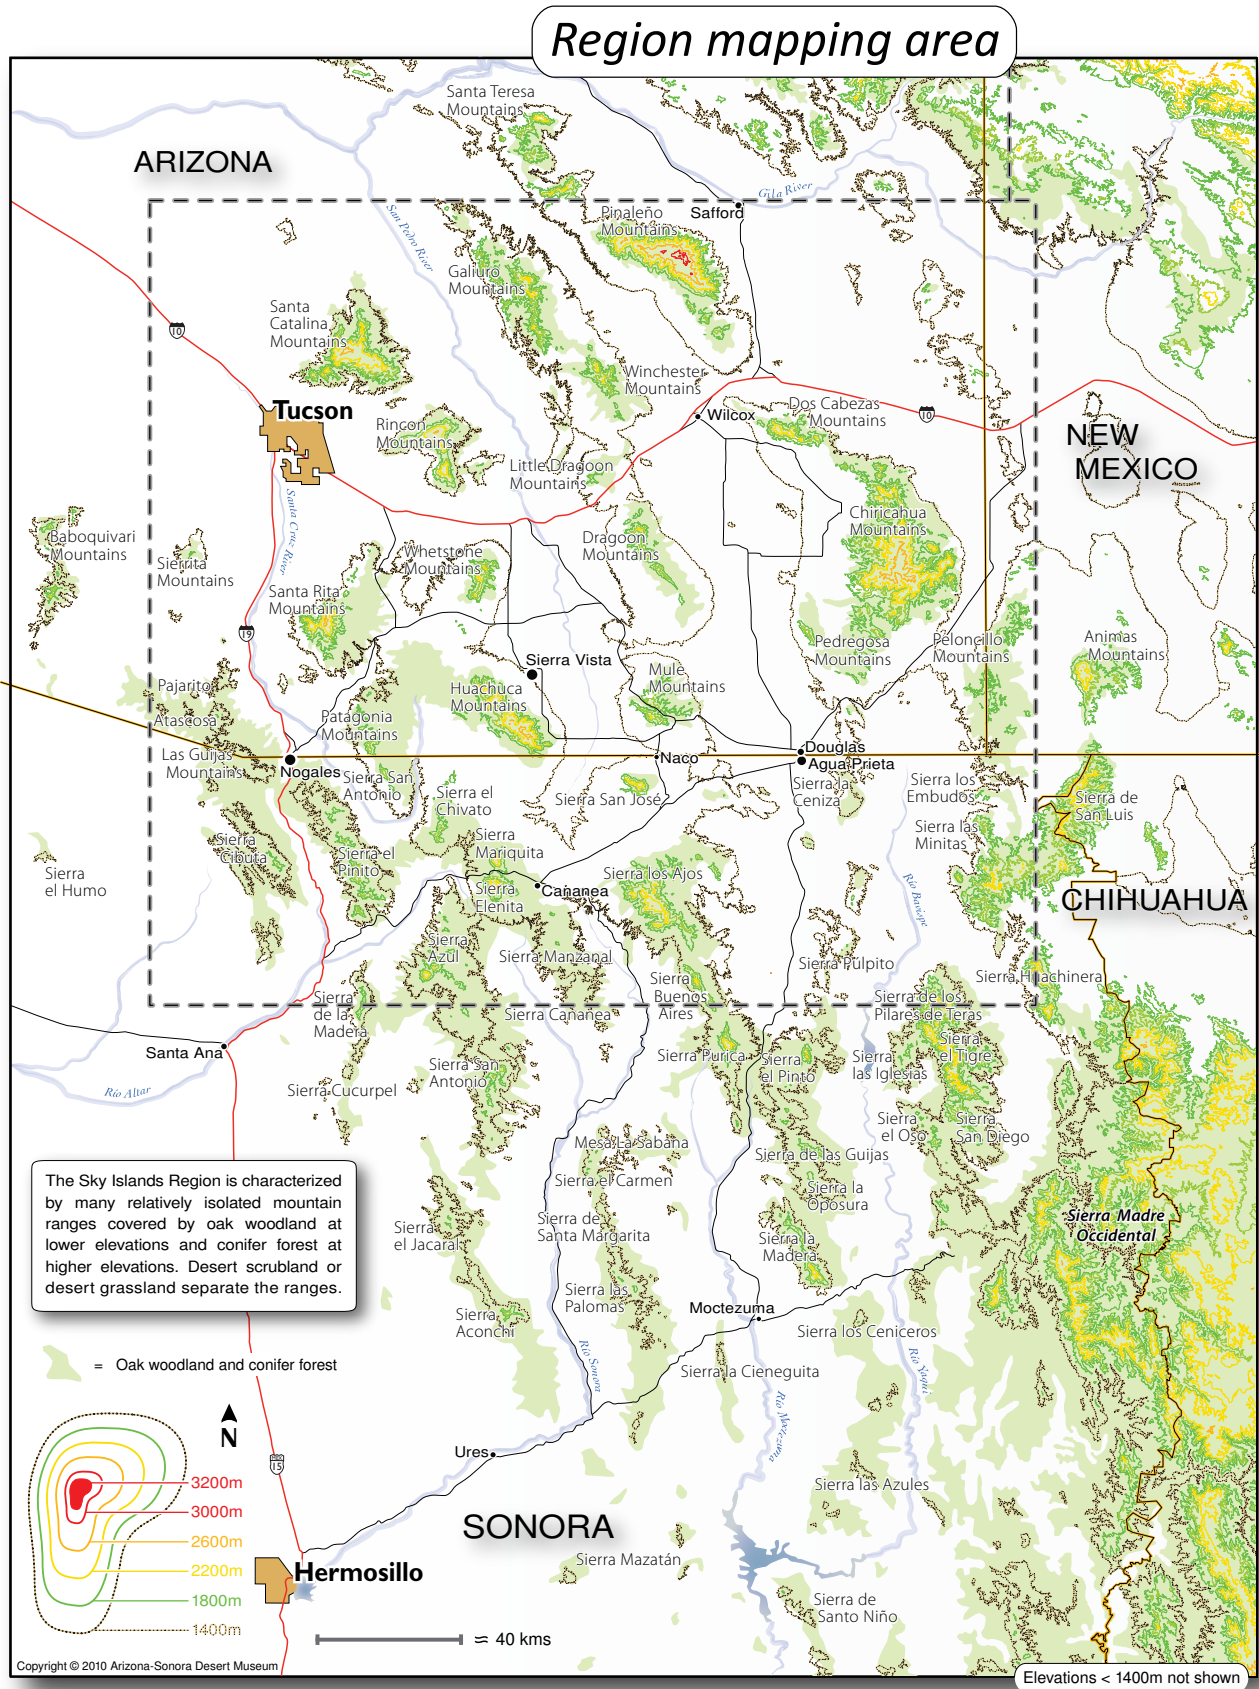 Region mapping area
Santa Teresa
Mountains
ARIZONA
Gila River
Safford
Pinaleño
Mountains
San Pedro River
Galiuro
Mountains
Santa
Catalina
Mountains
10
Winchester
Mountains
Dos Cabezas
Mountains
Wilcox
10
Tucson
Rincon
Mountains
NEW
MEXICO
Little Dragoon
Mountains
Santa Cruz River
Chiricahua
Mountains
Baboquivari
Mountains
Sierrita
Mountains
Whetstone
Mountains
Dragoon
Mountains
Santa Rita
Mountains
19
Pedregosa
Mountains
Peloncillo
Mountains
Animas
Mountains
Sierra Vista
Mule
Mountains
Pajarito
Huachuca
Mountains
Atascosa
Patagonia
Mountains
Las Guijas
Mountains
Nogales
Naco
Douglas
Agua Prieta
Sierra San
Antonio
Sierra el
Chivato
Sierra San José
Sierra la
Ceniza
Sierra los
Embudos
Sierra de
San Luis
Sierra las
Minitas
Sierra
Cibuta
Sierra el
Pinito
Sierra
Mariquita
Sierra
el Humo
Sierra los Ajos
Cananea
Sierra
Elenita
Río Bavispe
CHIHUAHUA
Sierra
Azul
Sierra Manzanal
Sierra Pulpito
Sierra Huachinera
Sierra
Buenos
Aires
Sierra
de la
Madera
Sierra Cananea
Sierra de los
Pilares de Teras
Santa Ana
Sierra Purica
Sierra
el Pinto
Sierra
las Iglesias
Sierra
el Tigre
Sierra San
Antonio
Río Altar
Sierra Cucurpel
Sierra
el Oso
Sierra
San Diego
Mesa La Sabana
Sierra de las Guijas
Sierra el Carmen
Sierra la
Oposura
The Sky Islands Region is characterized
by many relatively isolated mountain
ranges covered by oak woodland at
lower elevations and conifer forest at
higher elevations. Desert scrubland or
desert grassland separate the ranges.
Sierra
el Jacaral
Sierra de
Santa Margarita
Sierra la
Madera
Sierra Madre
Occidental
Sierra las
Palomas
Sierra
Aconchi
Moctezuma
Sierra los Ceniceros
= Oak woodland and conifer forest
Río Sonora
Sierra la Cieneguita
Río Moctezuma
Río Yaqui
N
Ures
MEX
15
3200m
3000m
2600m
2200m
1800m
1400m
Sierra las Azules
SONORA
Sierra Mazatán
Hermosillo
Sierra de
Santo Niño
≈ 40 kms
Copyright © 2010 Arizona-Sonora Desert Museum
Elevations < 1400m not shown